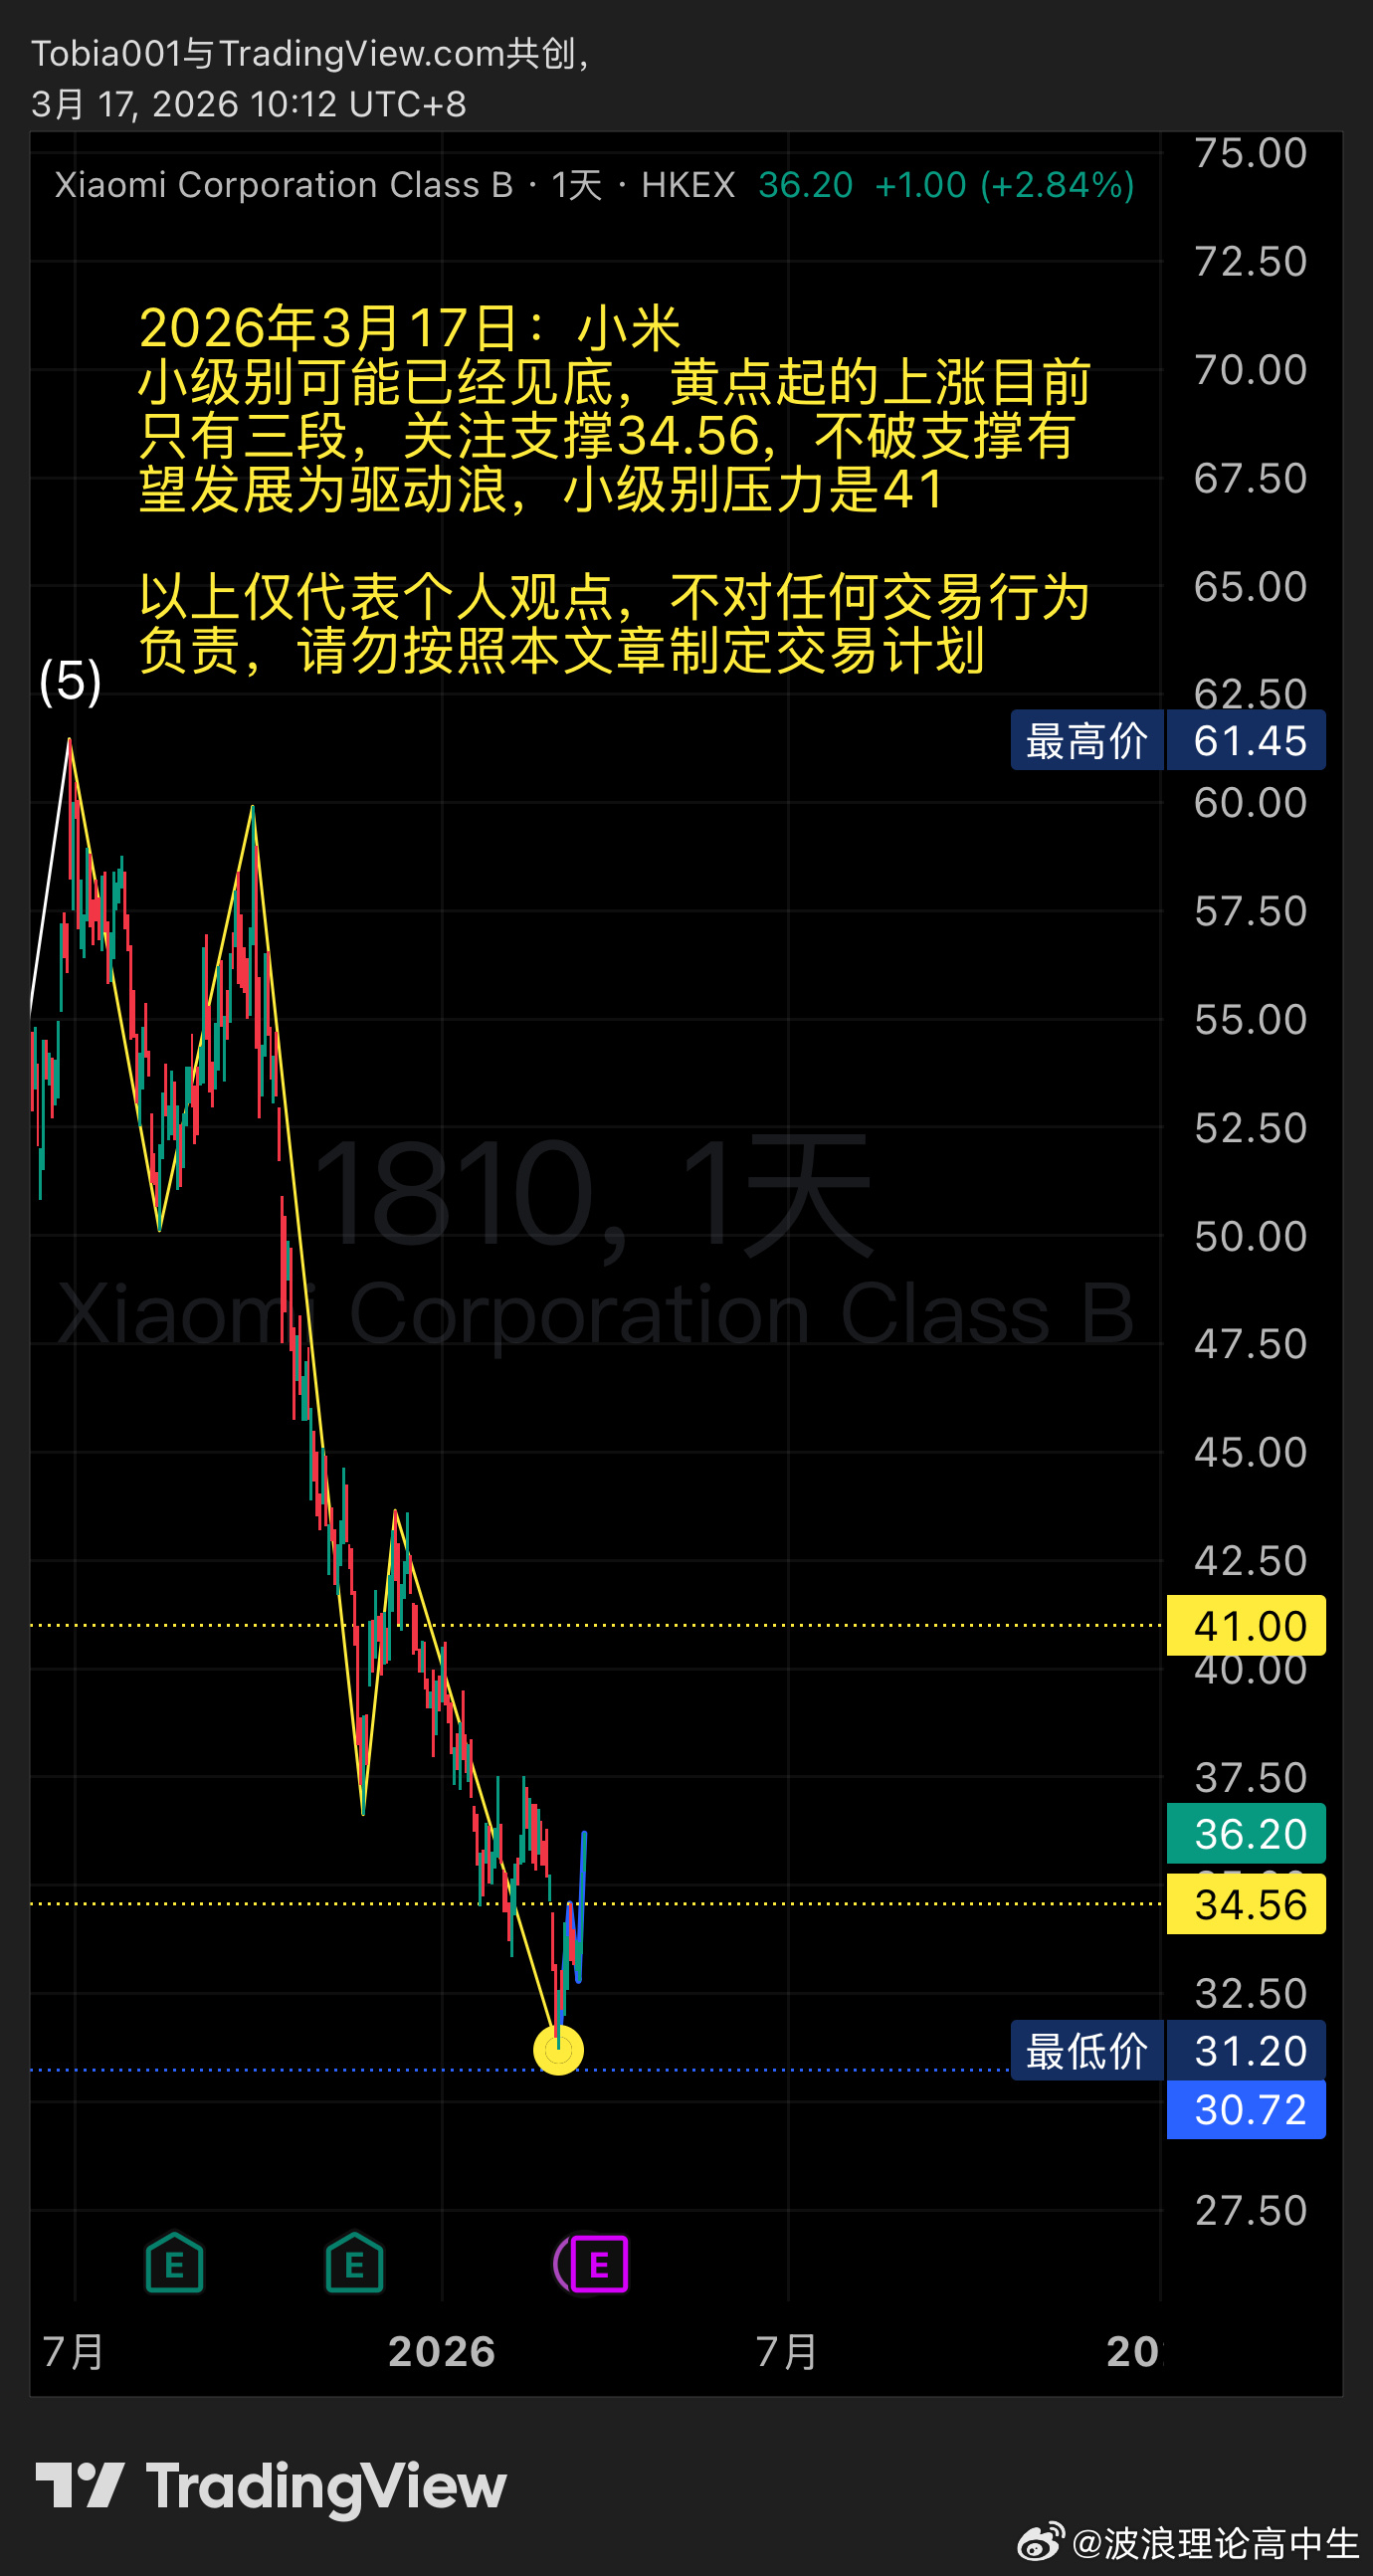 Tobia001与TradingView.com共创,
3月 17, 2026 10:12 UTC+8
Xiaomi Corporation Class B · 1天 · HKEX 36.20 +1.00 (+2.84%)
2026年3月17日：小米
小级别可能已经见底，黄点起的上涨目前
只有三段，关注支撑34.56，不破支撑有
望发展为驱动浪，小级别压力是41
以上仅代表个人观点，不对任何交易行为
负责，请勿按照本文章制定交易计划
(5)
1810, 1天
Xiaomi Corporation Class B
75.00
72.50
70.00
67.50
65.00
62.50
最高价 61.45
60.00
57.50
55.00
52.50
50.00
47.50
45.00
42.50
41.00
40.00
37.50
36.20
34.56
32.50
最低价 31.20
30.72
27.50
E E E
7月 2026 7月
TradingView
@波浪理论高中生